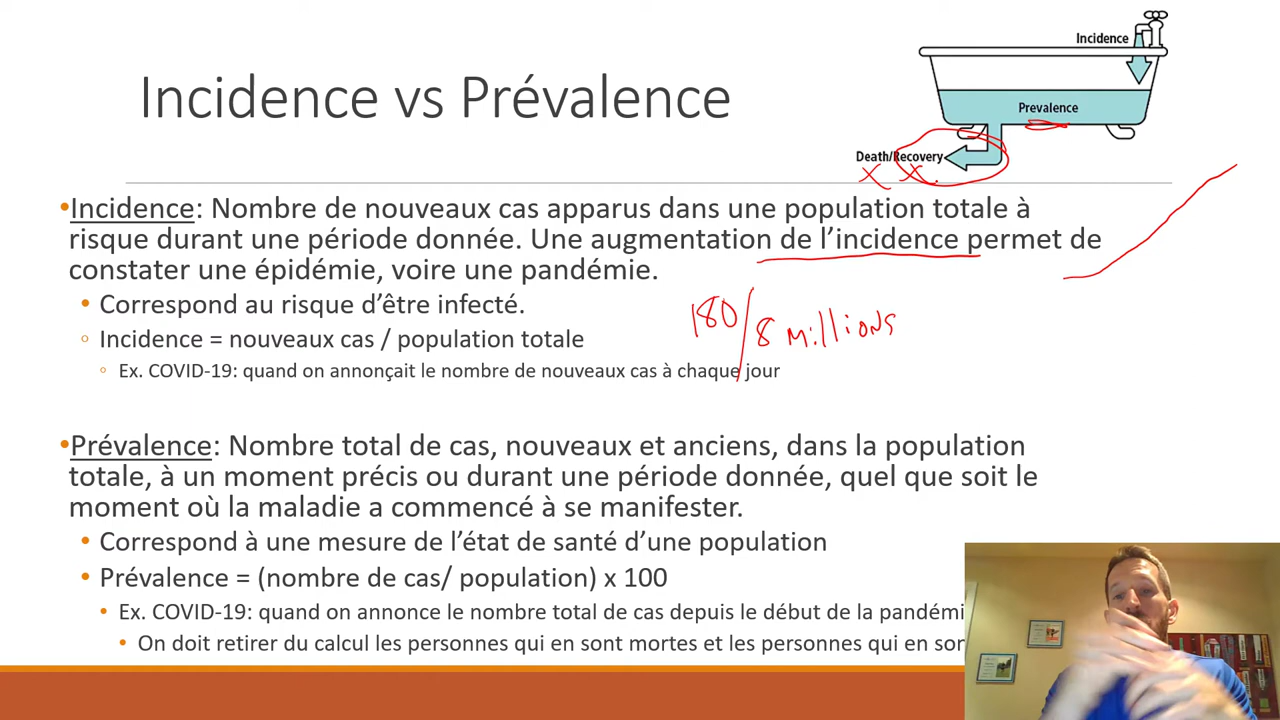 Incidence
Incidence vs Prévalence
Prevalence
Death/Recovery
•Incidence: Nombre de nouveaux cas apparus dans une population totale à
risque durant une période donnée. Une augmentation de l’incidence permet de
constater une épidémie, voire une pandémie.
• Correspond au risque d’être infecté.
180/8 millions
◦ Incidence = nouveaux cas / population totale
◦ Ex. COVID-19: quand on annonçait le nombre de nouveaux cas à chaque jour
•Prévalence: Nombre total de cas, nouveaux et anciens, dans la population
totale, à un moment précis ou durant une période donnée, quel que soit le
moment où la maladie a commencé à se manifester.
• Correspond à une mesure de l’état de santé d’une population
• Prévalence = (nombre de cas/ population) x 100
• Ex. COVID-19: quand on annonce le nombre total de cas depuis le début de la
• On doit retirer du calcul les personnes qui en sont mortes et les personnes qui en